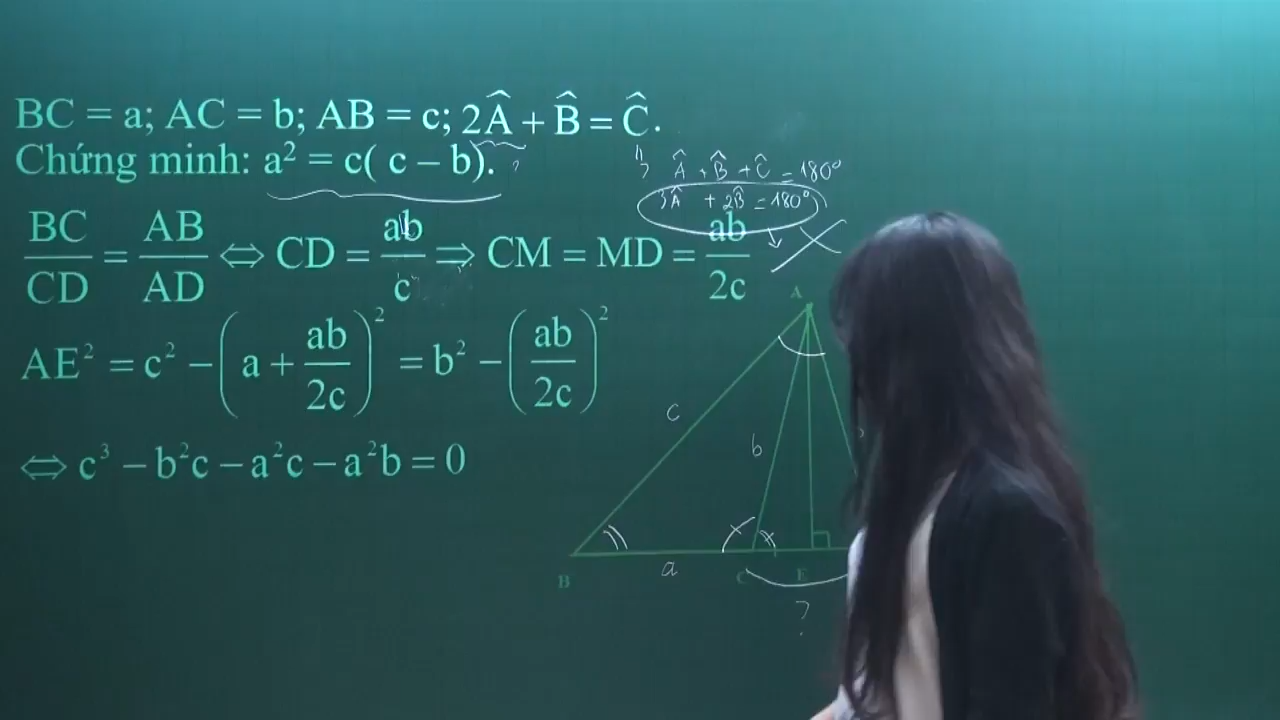 BC = a; AC = b; AB = c; 2Â + B̂ = Ĉ.
Chứng minh: a² = c( c – b). ?
Â + B̂ + Ĉ = 180°
3Â + 2B̂ = 180°
BC/CD = AB/AD ⇔ CD = ab/c ⇒ CM = MD = ab/2c
AE² = c² – (a + ab/2c)² = b² – (ab/2c)²
⇔ c³ – b²c – a²c – a²b = 0
A
c
b
B
a
C
E
?